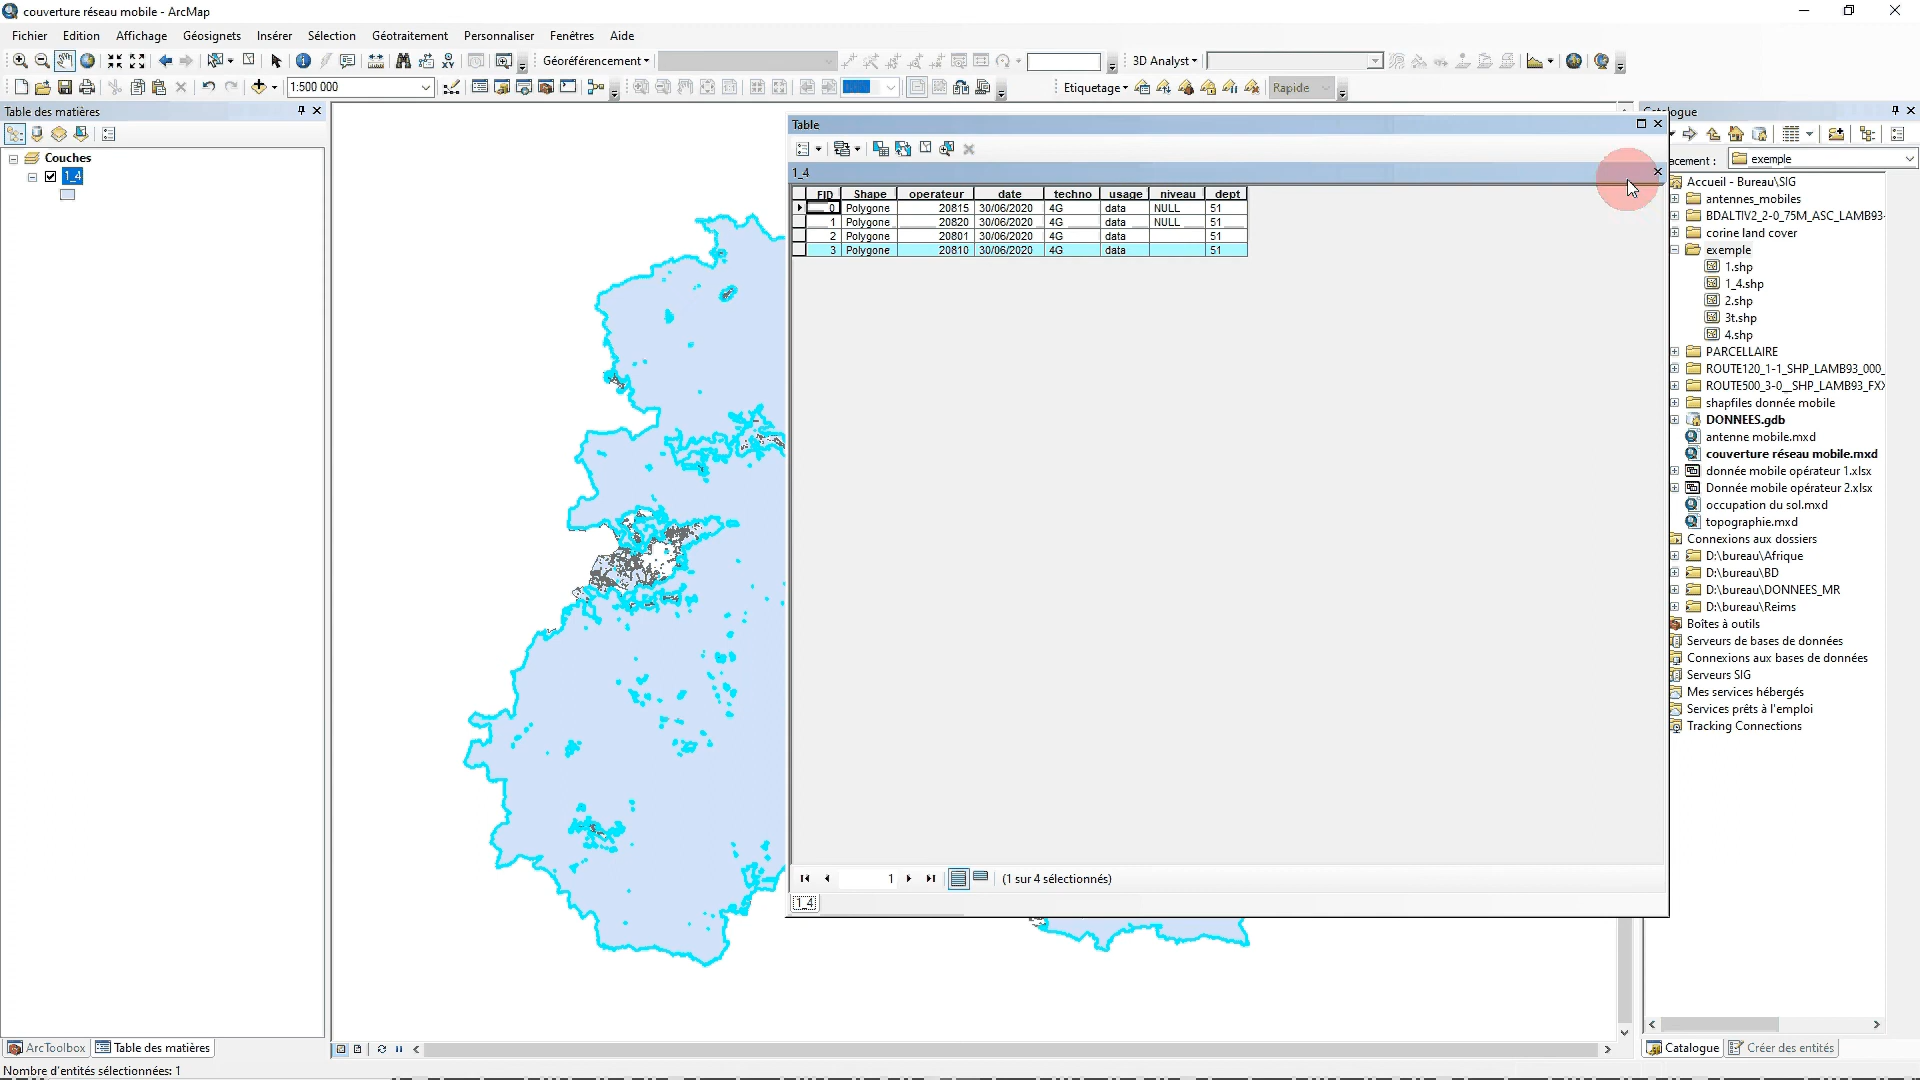 couverture réseau mobile - ArcMap
Fichier Edition Affichage Géosignets Insérer Sélection Géotraitement Personnaliser Fenêtres Aide
Géoréférencement 3D Analyst
1:500 000 Etiquetage Rapide
Table des matières
Couches
1_4
Table
1_4
FID Shape operateur date techno usage niveau dept
0 Polygone 20815 30/06/2020 4G data NULL 51
1 Polygone 20820 30/06/2020 4G data NULL 51
2 Polygone 20801 30/06/2020 4G data 51
3 Polygone 20810 30/06/2020 4G data 51
1 (1 sur 4 sélectionnés)
1_4
ogue
acement : exemple
Accueil - Bureau\SIG
antennes_mobiles
BDALTIV2_2-0_75M_ASC_LAMB93-
corine land cover
exemple
1.shp
1_4.shp
2.shp
3t.shp
4.shp
PARCELLAIRE
ROUTE120_1-1_SHP_LAMB93_000_
ROUTE500_3-0__SHP_LAMB93_FXX
shapfiles donnée mobile
DONNEES.gdb
antenne mobile.mxd
couverture réseau mobile.mxd
donnée mobile opérateur 1.xlsx
Donnée mobile opérateur 2.xlsx
occupation du sol.mxd
topographie.mxd
Connexions aux dossiers
D:\bureau\Afrique
D:\bureau\BD
D:\bureau\DONNEES_MR
D:\bureau\Reims
Boîtes à outils
Serveurs de bases de données
Connexions aux bases de données
Serveurs SIG
Mes services hébergés
Services prêts à l'emploi
Tracking Connections
ArcToolbox Table des matières
Catalogue Créer des entités
Nombre d'entités sélectionnées: 1